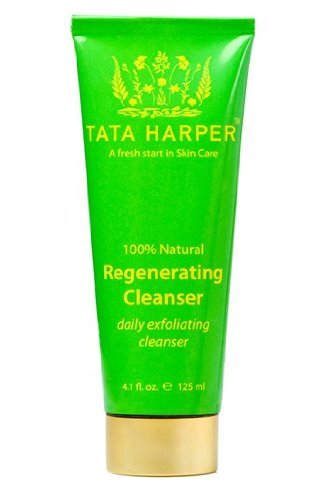 TATA HARPER™
A fresh start in Skin Care
100% Natural
Regenerating
Cleanser
daily exfoliating
cleanser
4.1 fl. oz. ℮ 125 ml